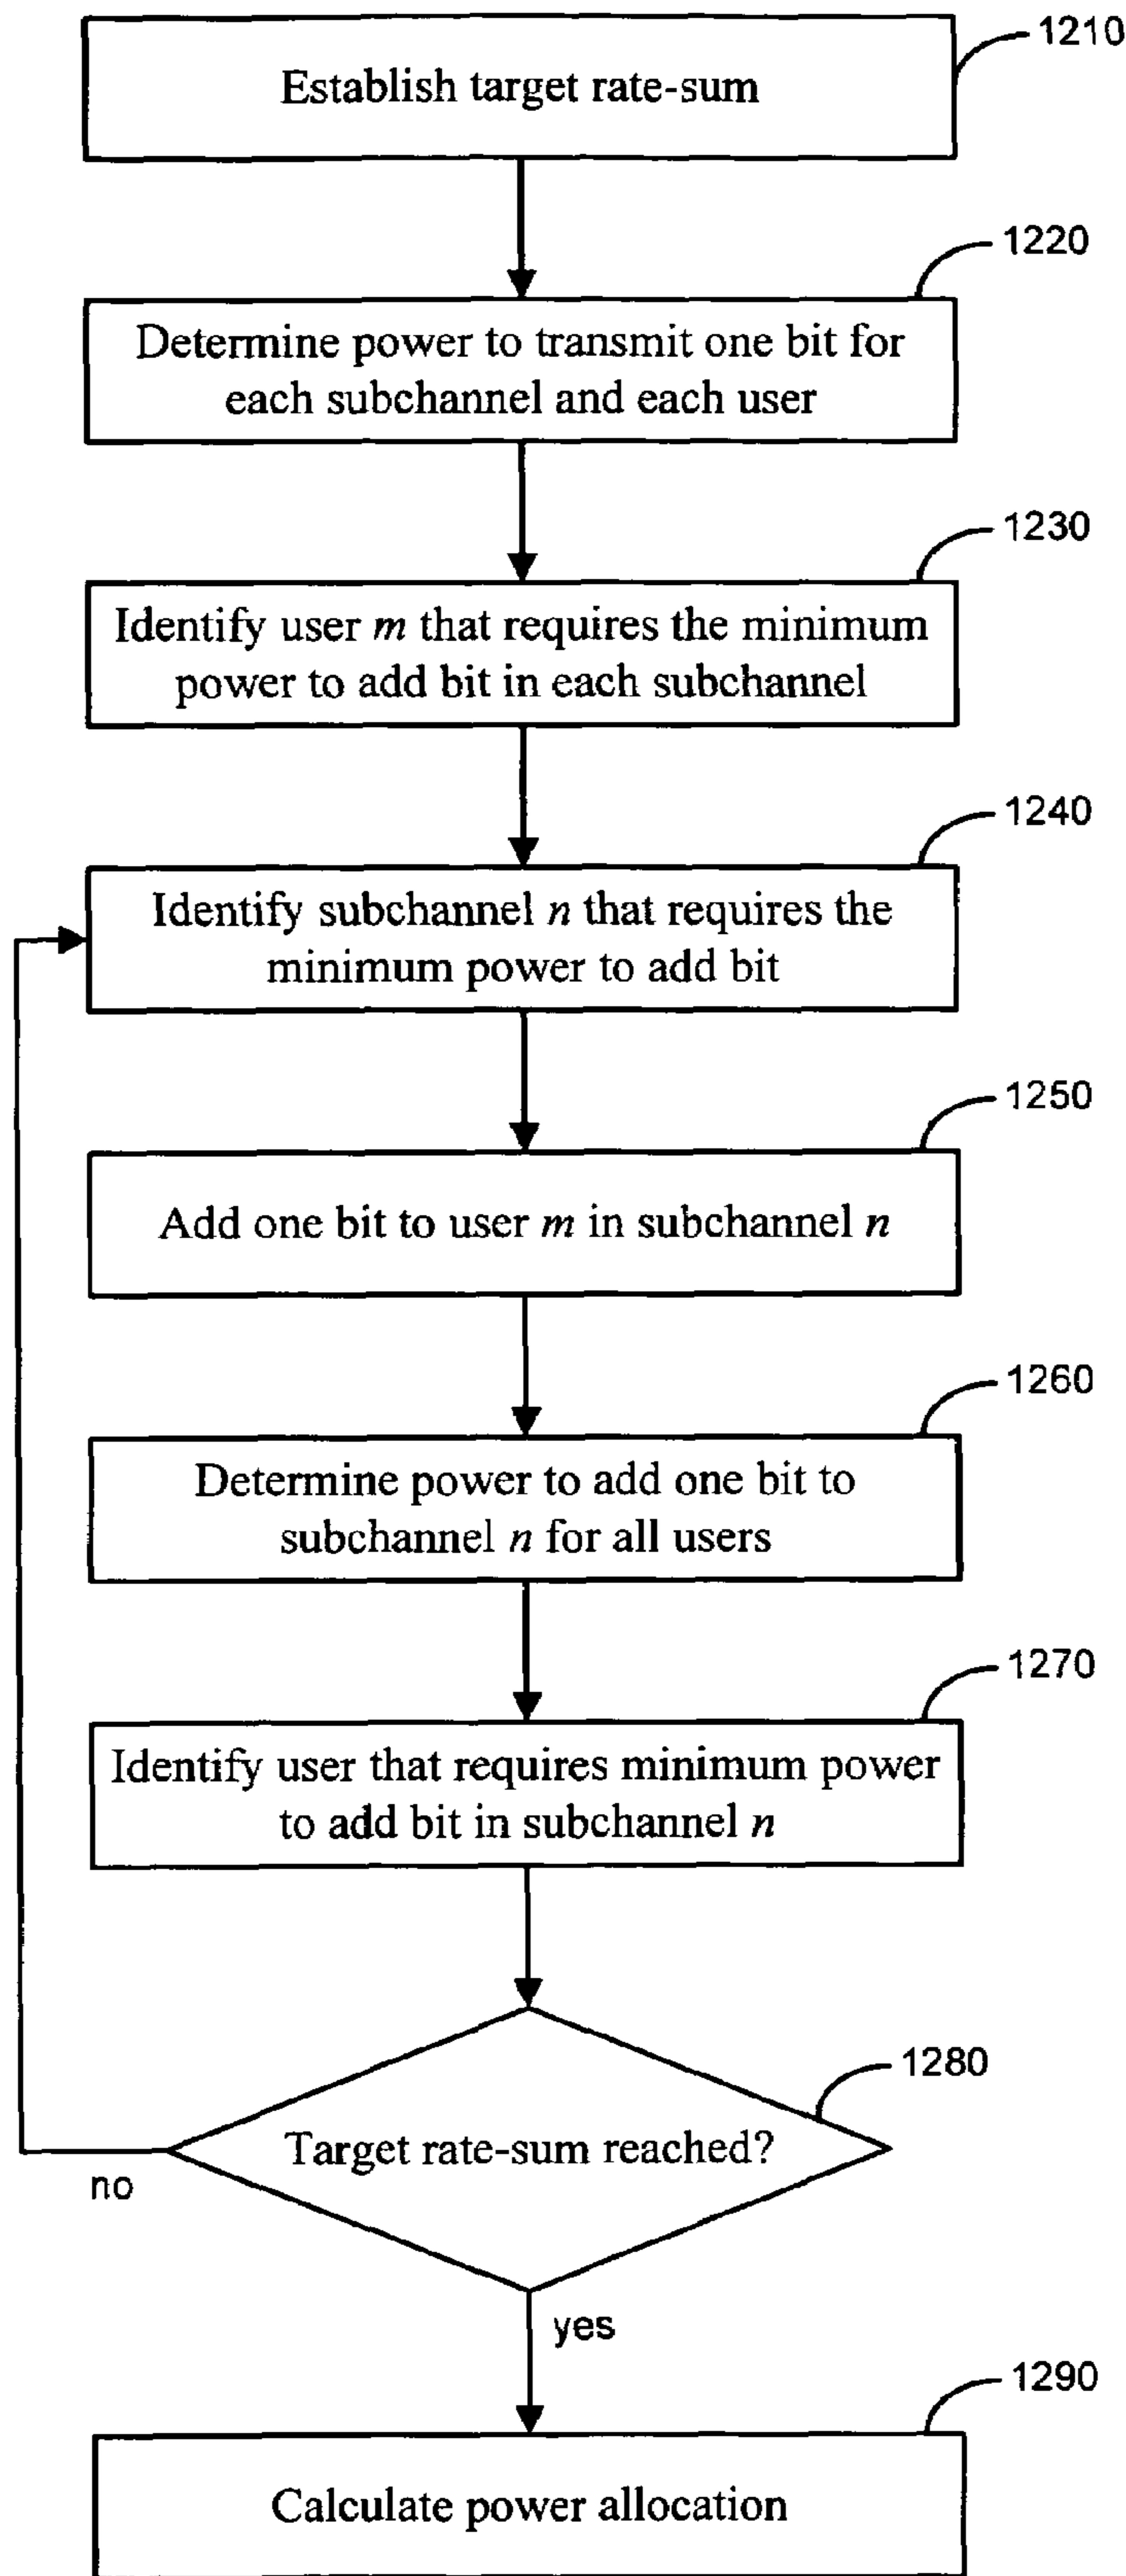 1210
Establish target rate-sum
1220
Determine power to transmit one bit for
each subchannel and each user
1230
Identify user m that requires the minimum
power to add bit in each subchannel
1240
Identify subchannel n that requires the
minimum power to add bit
1250
Add one bit to user m in subchannel n
1260
Determine power to add one bit to
subchannel n for all users
1270
Identify user that requires minimum power
to add bit in subchannel n
1280
Target rate-sum reached?
no
yes
1290
Calculate power allocation